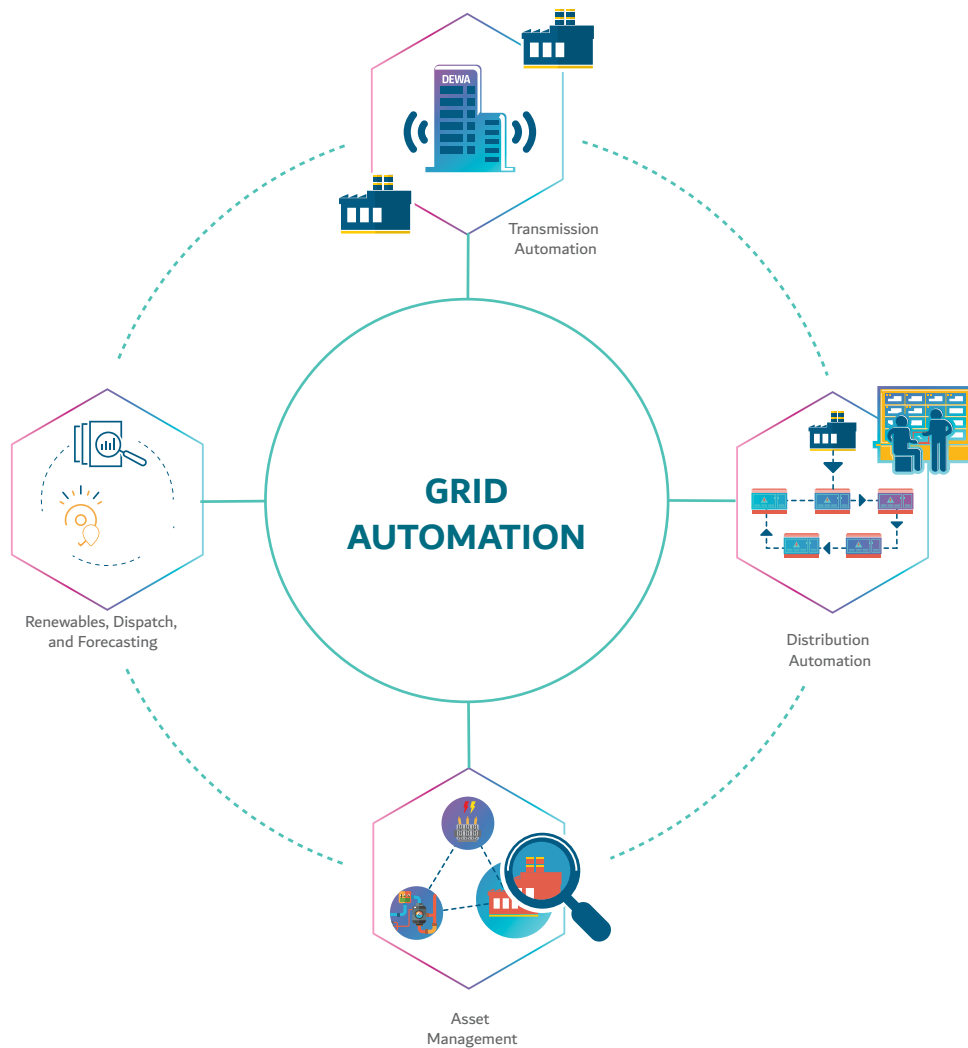 DEWA
Transmission
Automation
GRID
AUTOMATION
Renewables, Dispatch,
and Forecasting
Distribution
Automation
Asset
Management